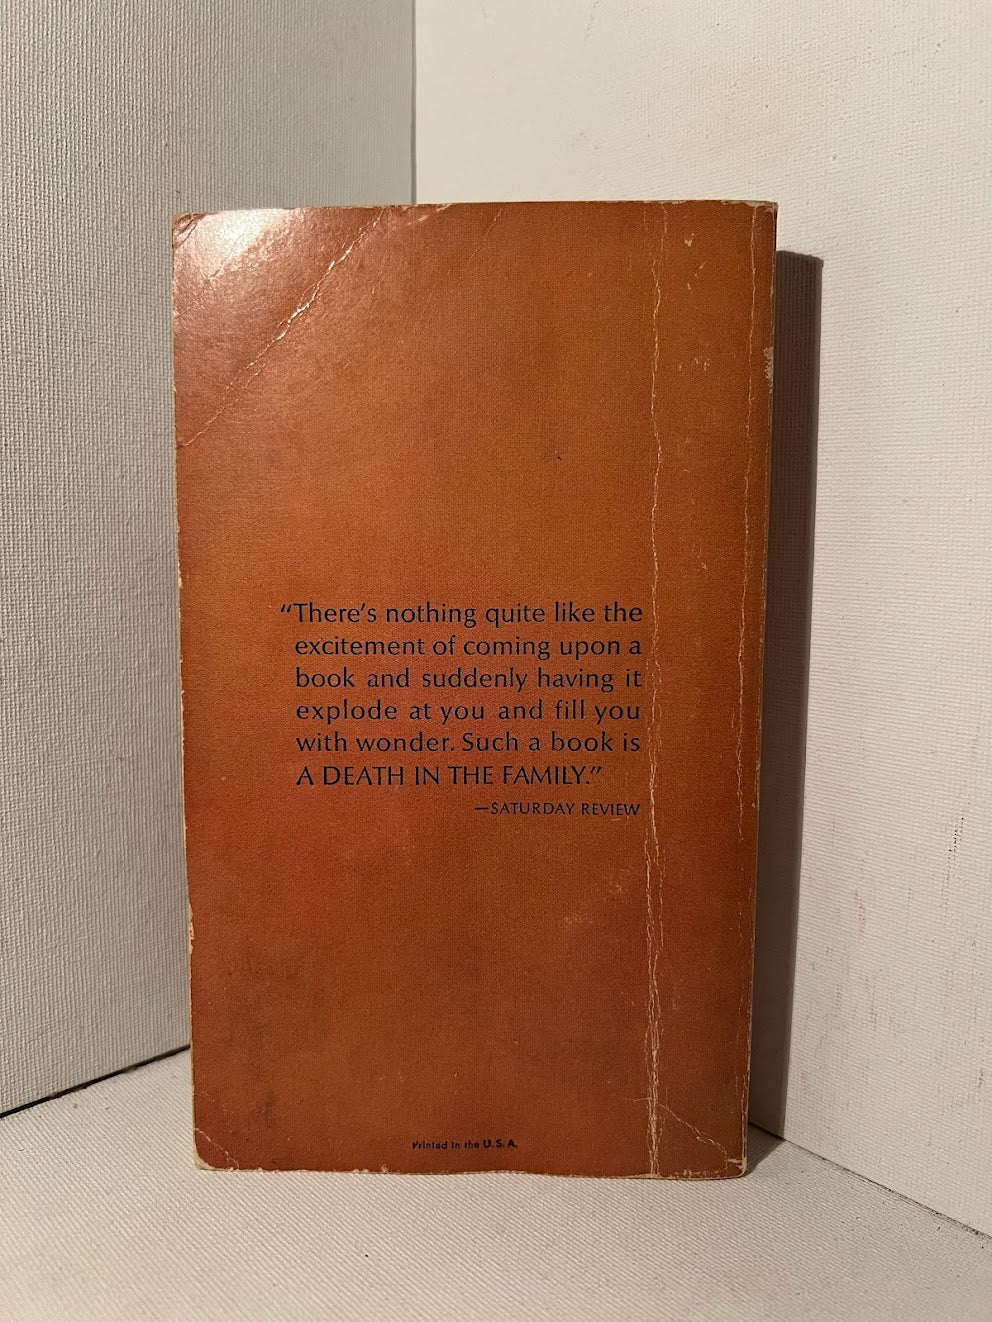 “There’s nothing quite like the
excitement of coming upon a
book and suddenly having it
explode at you and fill you
with wonder. Such a book is
A DEATH IN THE FAMILY.”
—SATURDAY REVIEW
Printed in the U.S.A.